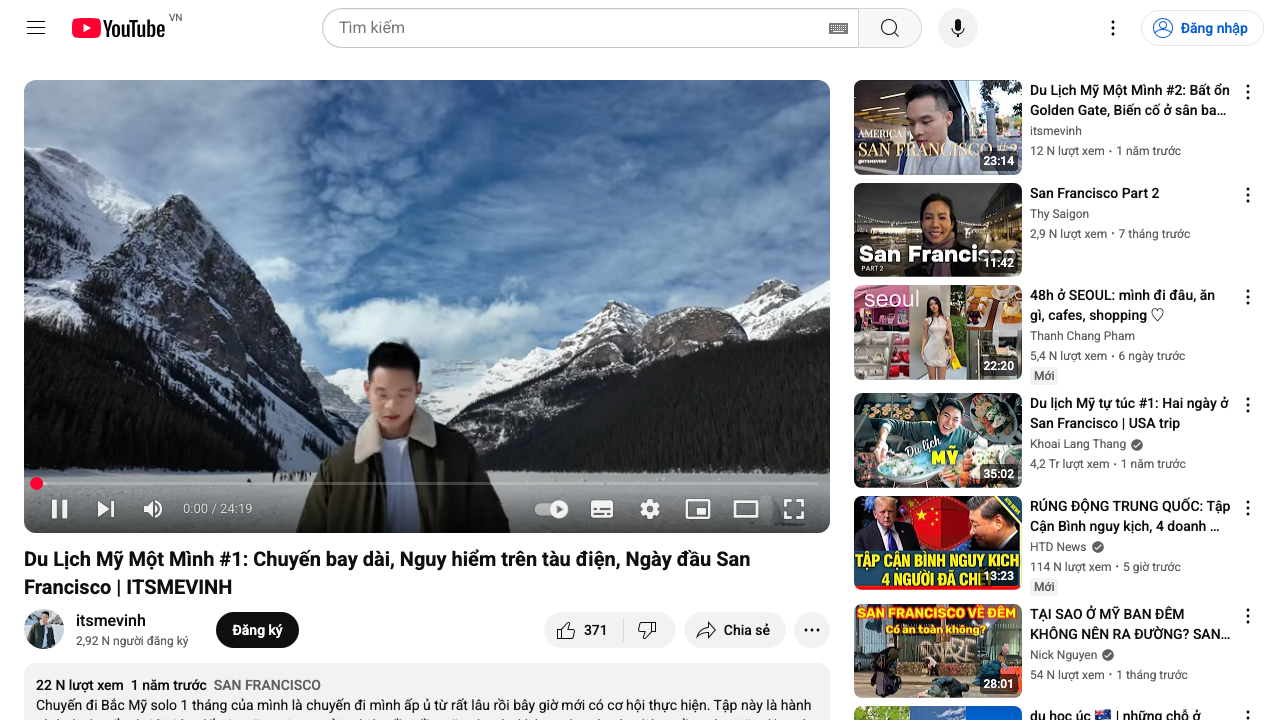 YouTube VN
Tìm kiếm
Đăng nhập
0:00 / 24:19
Du Lịch Mỹ Một Mình #1: Chuyến bay dài, Nguy hiểm trên tàu điện, Ngày đầu San
Francisco | ITSMEVINH
itsmevinh
2,92 N người đăng ký
Đăng ký
371
Chia sẻ
22 N lượt xem 1 năm trước SAN FRANCISCO
Chuyến đi Bắc Mỹ solo 1 tháng của mình là chuyến đi mình ấp ủ từ rất lâu rồi bây giờ mới có cơ hội thực hiện. Tập này là hành
AMERICA
SAN FRANCISCO # 2
@ITSMEVINH
23:14
Du Lịch Mỹ Một Mình #2: Bất ổn
Golden Gate, Biến cố ở sân ba…
itsmevinh
12 N lượt xem • 1 năm trước
San Francisco
PART 2
11:42
San Francisco Part 2
Thy Saigon
2,9 N lượt xem • 7 tháng trước
seoul
22:20
48h ở SEOUL: mình đi đâu, ăn
gì, cafes, shopping ♡
Thanh Chang Pham
5,4 N lượt xem • 6 ngày trước
Mới
Du lịch
MỸ
35:02
Du lịch Mỹ tự túc #1: Hai ngày ở
San Francisco | USA trip
Khoai Lang Thang
4,2 Tr lượt xem • 1 năm trước
TẬP CẬN BÌNH NGUY KỊCH
4 NGƯỜI ĐÃ CHẾT
13:23
RÚNG ĐỘNG TRUNG QUỐC: Tập
Cận Bình nguy kịch, 4 doanh …
HTD News
114 N lượt xem • 5 giờ trước
Mới
SAN FRANCISCO VỀ ĐÊM
Có an toàn không?
28:01
TẠI SAO Ở MỸ BAN ĐÊM
KHÔNG NÊN RA ĐƯỜNG? SAN…
Nick Nguyen
54 N lượt xem • 1 tháng trước
du học úc 🇦🇺 | những chỗ ở